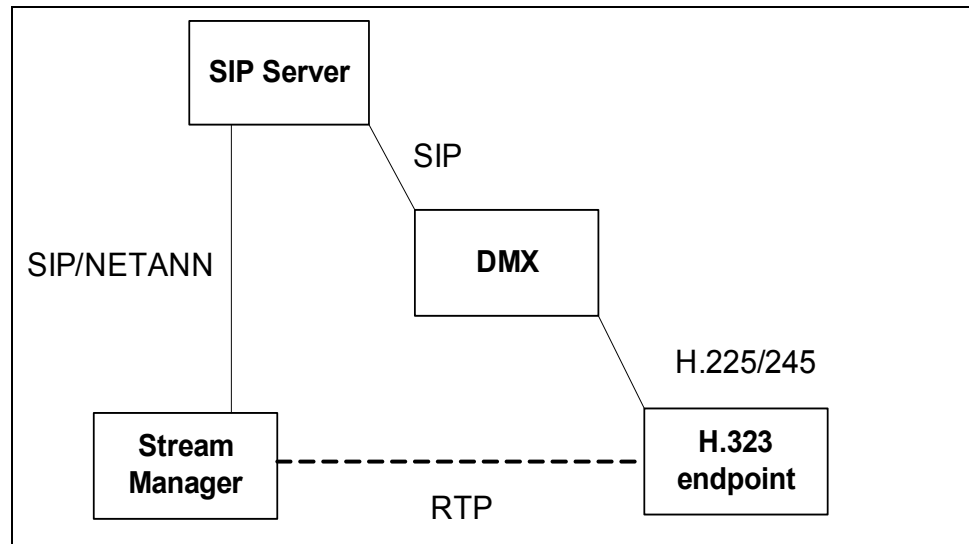 SIP Server
SIP
DMX
SIP/NETANN
H.225/245
Stream
Manager
H.323
endpoint
RTP